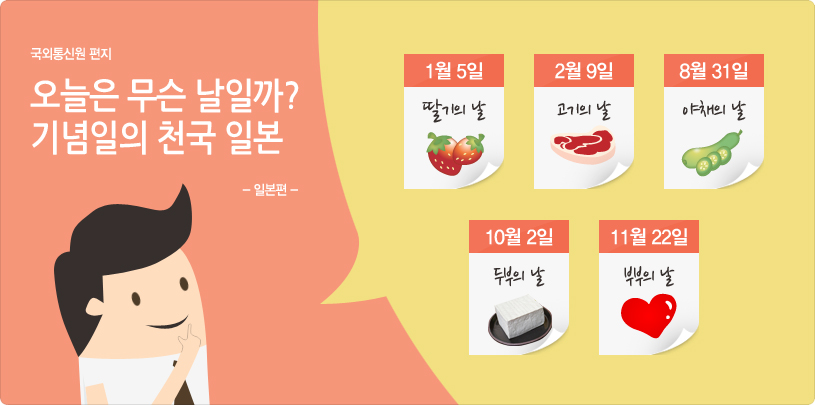 국외통신원 편지
오늘은 무슨 날일까?
기념일의 천국 일본
– 일본편 –
1월 5일
딸기의 날
2월 9일
고기의 날
8월 31일
야채의 날
10월 2일
두부의 날
11월 22일
부부의 날